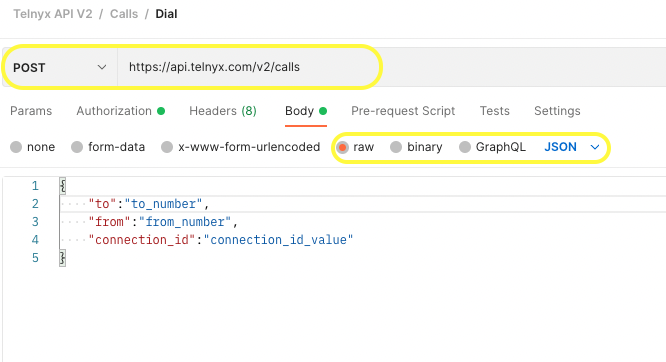 Telnyx API V2 / Calls / Dial
POST https://api.telnyx.com/v2/calls
Params Authorization Headers (8) Body Pre-request Script Tests Settings
none form-data x-www-form-urlencoded raw binary GraphQL JSON
1 {
2 ····"to":"to_number",
3 ····"from":"from_number",
4 ····"connection_id":"connection_id_value"
5 }